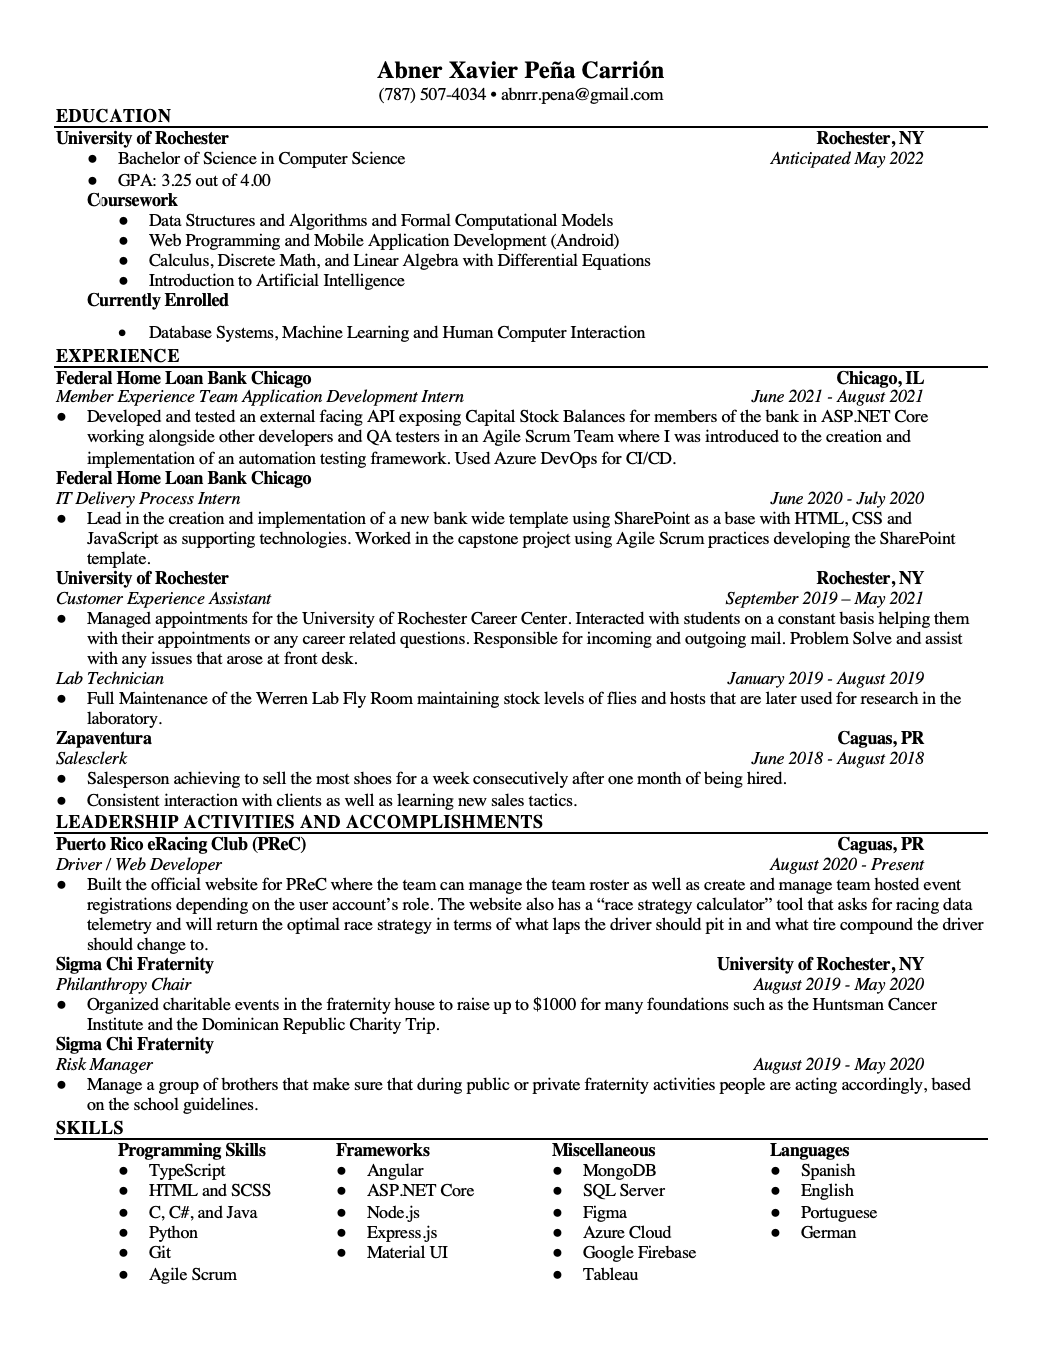 Abner Xavier Peña Carrión
(787) 507-4034 • abnrr.pena@gmail.com
EDUCATION
University of Rochester Rochester, NY
● Bachelor of Science in Computer Science Anticipated May 2022
● GPA: 3.25 out of 4.00
Coursework
● Data Structures and Algorithms and Formal Computational Models
● Web Programming and Mobile Application Development (Android)
● Calculus, Discrete Math, and Linear Algebra with Differential Equations
● Introduction to Artificial Intelligence
Currently Enrolled
● Database Systems, Machine Learning and Human Computer Interaction
EXPERIENCE
Federal Home Loan Bank Chicago Chicago, IL
Member Experience Team Application Development Intern June 2021 - August 2021
● Developed and tested an external facing API exposing Capital Stock Balances for members of the bank in ASP.NET Core
working alongside other developers and QA testers in an Agile Scrum Team where I was introduced to the creation and
implementation of an automation testing framework. Used Azure DevOps for CI/CD.
Federal Home Loan Bank Chicago
IT Delivery Process Intern June 2020 - July 2020
● Lead in the creation and implementation of a new bank wide template using SharePoint as a base with HTML, CSS and
JavaScript as supporting technologies. Worked in the capstone project using Agile Scrum practices developing the SharePoint
template.
University of Rochester Rochester, NY
Customer Experience Assistant September 2019 – May 2021
● Managed appointments for the University of Rochester Career Center. Interacted with students on a constant basis helping them
with their appointments or any career related questions. Responsible for incoming and outgoing mail. Problem Solve and assist
with any issues that arose at front desk.
Lab Technician January 2019 - August 2019
● Full Maintenance of the Werren Lab Fly Room maintaining stock levels of flies and hosts that are later used for research in the
laboratory.
Zapaventura Caguas, PR
Salesclerk June 2018 - August 2018
● Salesperson achieving to sell the most shoes for a week consecutively after one month of being hired.
● Consistent interaction with clients as well as learning new sales tactics.
LEADERSHIP ACTIVITIES AND ACCOMPLISHMENTS
Puerto Rico eRacing Club (PReC) Caguas, PR
Driver / Web Developer August 2020 - Present
● Built the official website for PReC where the team can manage the team roster as well as create and manage team hosted event
registrations depending on the user account’s role. The website also has a “race strategy calculator” tool that asks for racing data
telemetry and will return the optimal race strategy in terms of what laps the driver should pit in and what tire compound the driver
should change to.
Sigma Chi Fraternity University of Rochester, NY
Philanthropy Chair August 2019 - May 2020
● Organized charitable events in the fraternity house to raise up to $1000 for many foundations such as the Huntsman Cancer
Institute and the Dominican Republic Charity Trip.
Sigma Chi Fraternity
Risk Manager August 2019 - May 2020
● Manage a group of brothers that make sure that during public or private fraternity activities people are acting accordingly, based
on the school guidelines.
SKILLS
Programming Skills Frameworks Miscellaneous Languages
● TypeScript ● Angular ● MongoDB ● Spanish
● HTML and SCSS ● ASP.NET Core ● SQL Server ● English
● C, C#, and Java ● Node.js ● Figma ● Portuguese
● Python ● Express.js ● Azure Cloud ● German
● Git ● Material UI ● Google Firebase
● Agile Scrum ● Tableau